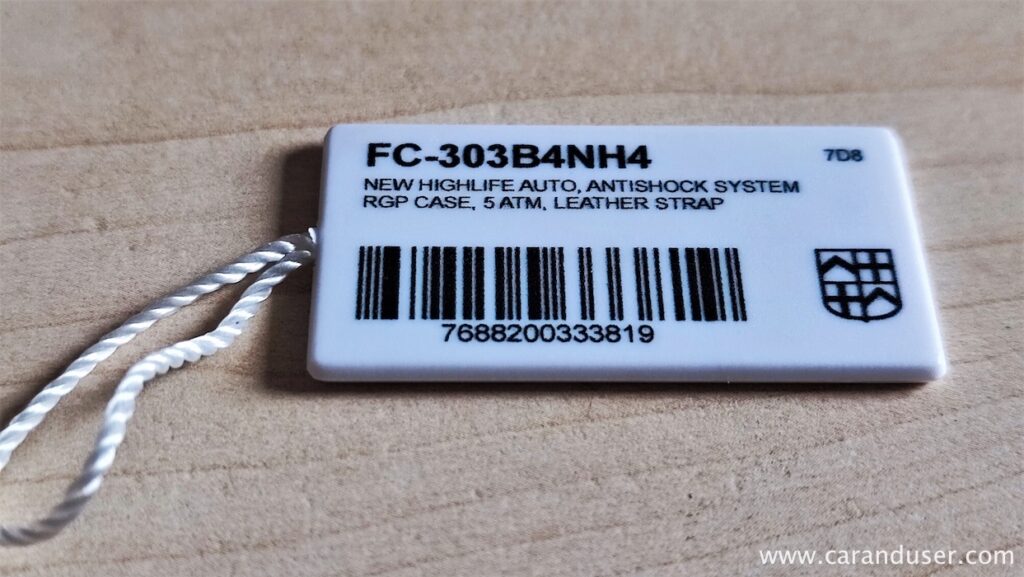 FC-303B4NH4
7D8
NEW HIGHLIFE AUTO, ANTISHOCK SYSTEM
RGP CASE, 5 ATM, LEATHER STRAP
7688200333819
www.caranduser.com